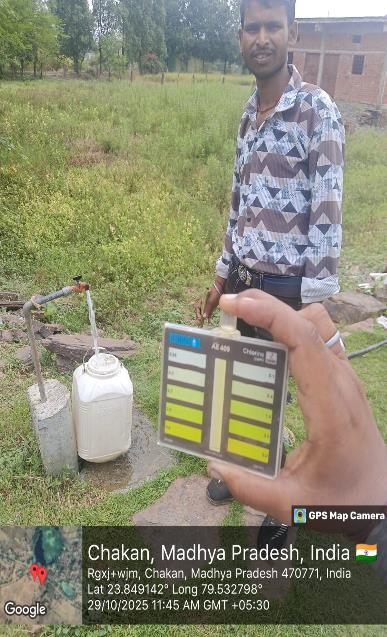 AE 409
Chlorine
GPS Map Camera
Chakan, Madhya Pradesh, India
Rgxj+wjm, Chakan, Madhya Pradesh 470771, India
Lat 23.849142° Long 79.532798°
29/10/2025 11:45 AM GMT +05:30
Google